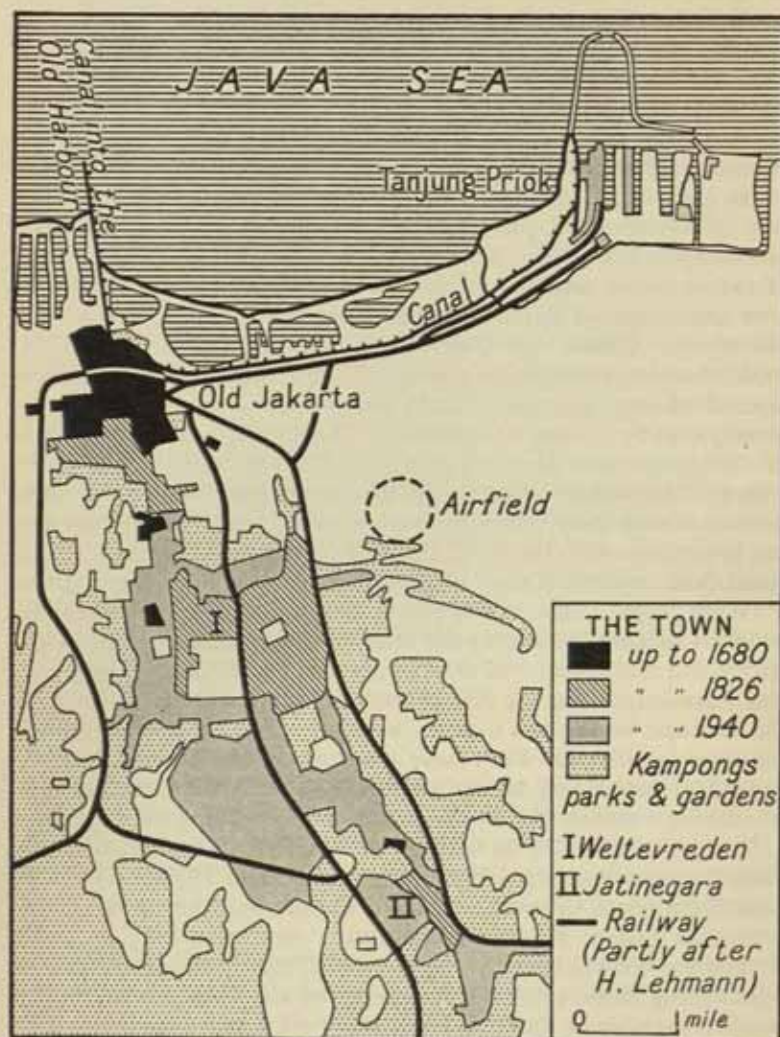 Canal into the
Old Harbour
JAVA SEA
Tanjung Priok
Canal
Old Jakarta
Airfield
I
II
THE TOWN
up to 1680
" " 1826
" " 1940
Kampongs
parks & gardens
I Weltevreden
II Jatinegara
Railway
(Partly after
H. Lehmann)
0 1 mile